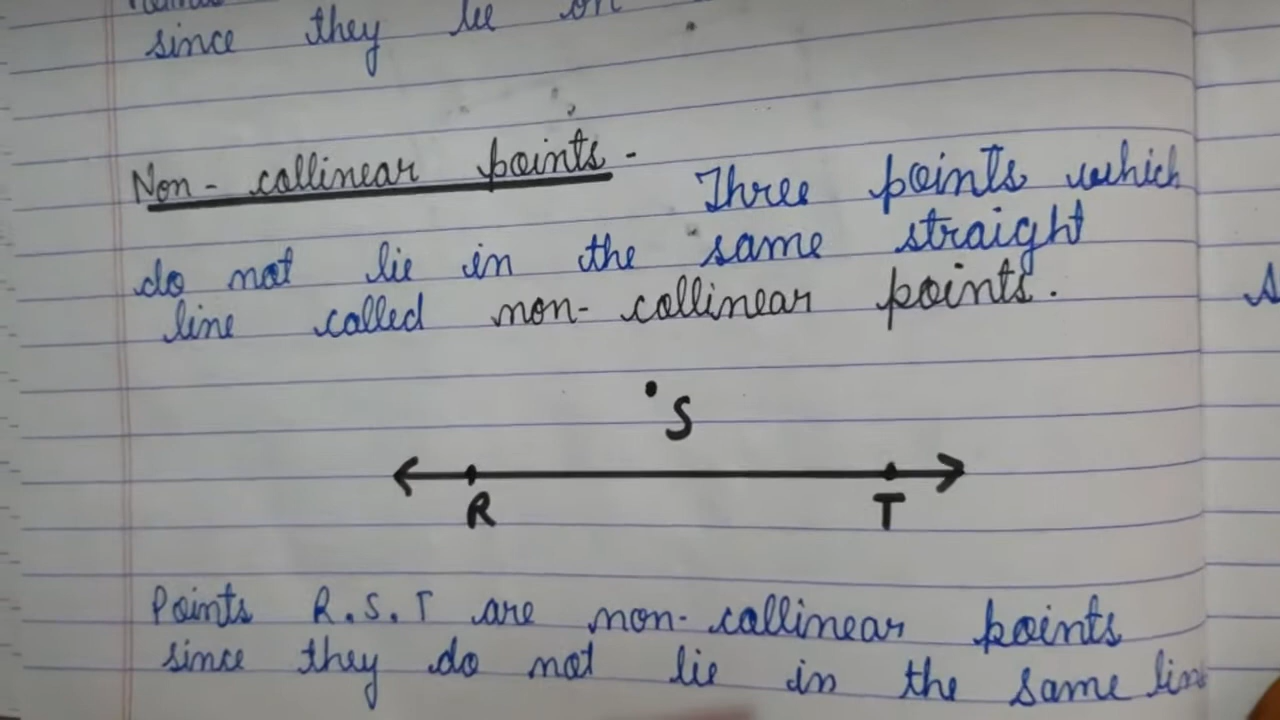 since they lie on
Non-collinear points-
Three points which
do not lie in the same straight
line called non-collinear points.
S
R T
Points R.S.T are non-collinear points
since they do not lie in the same line